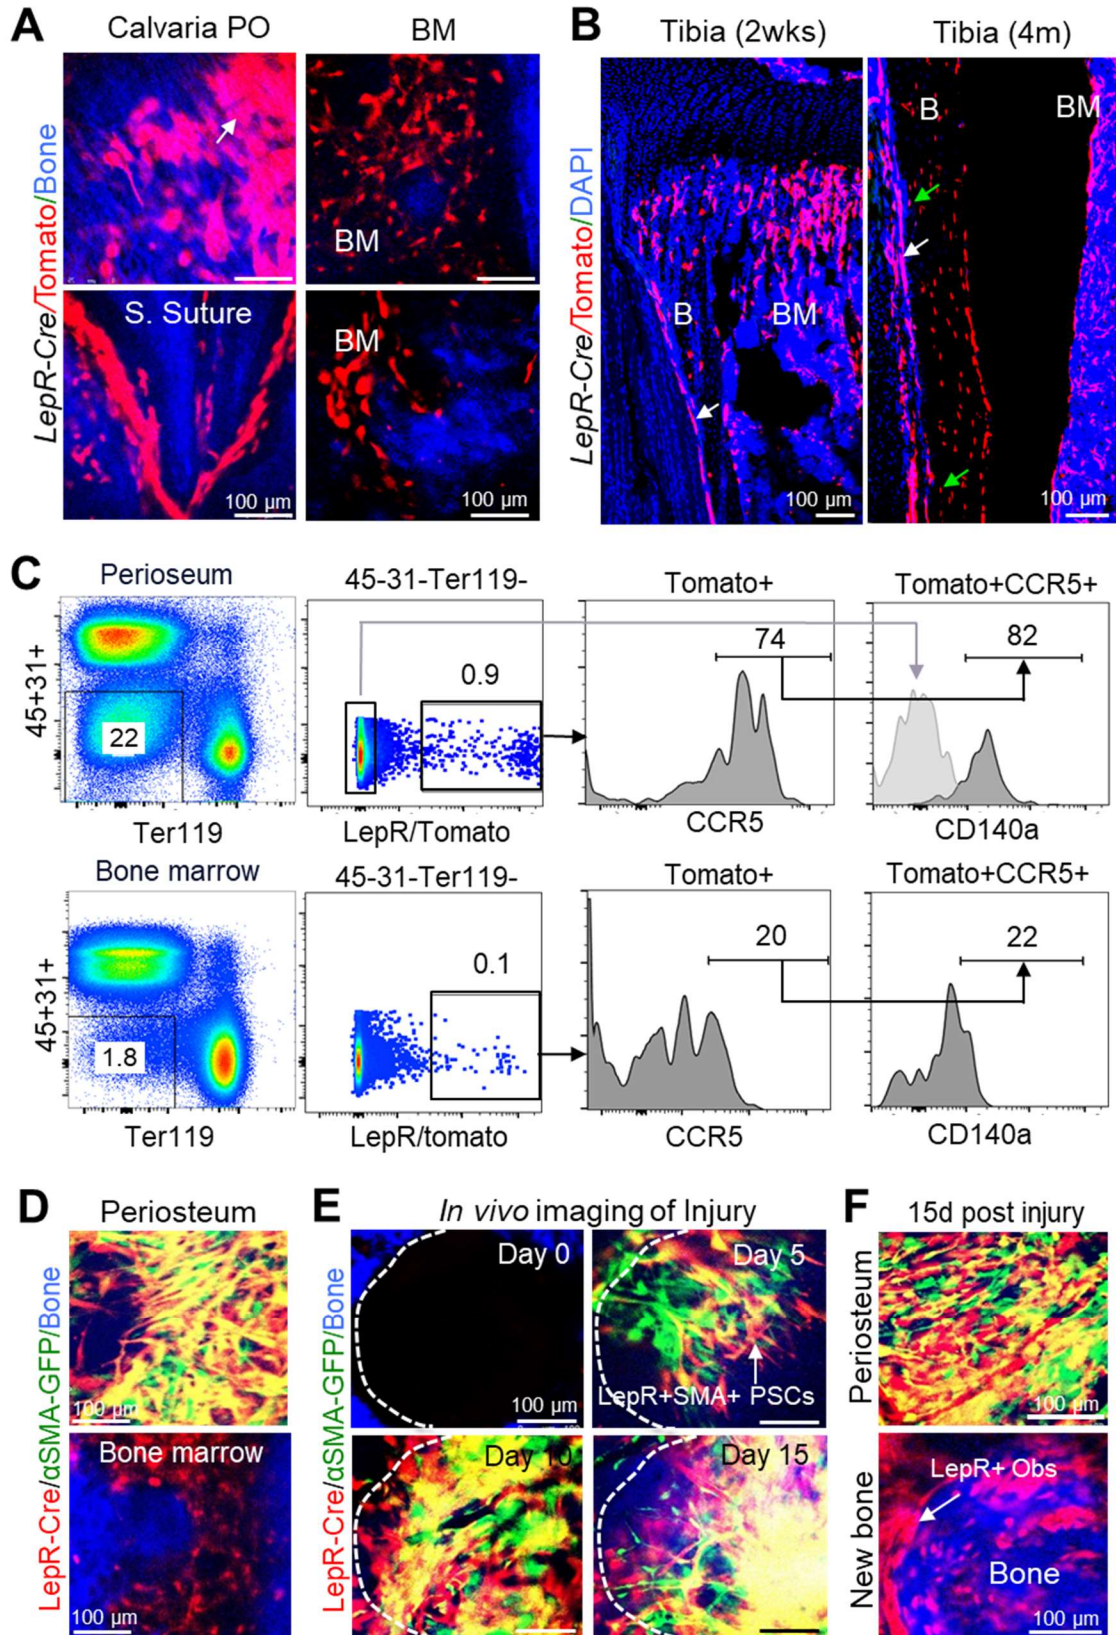 A
Calvaria PO
BM
LepR-Cre/Tomato/Bone
BM
S. Suture
100 µm
BM
100 µm
B
Tibia (2wks)
Tibia (4m)
LepR-Cre/Tomato/DAPI
B
BM
100 µm
B
BM
100 µm
C
Perioseum
45-31-Ter119-
Tomato+
Tomato+CCR5+
45+31+
22
0.9
74
82
Ter119
LepR/Tomato
CCR5
CD140a
Bone marrow
45-31-Ter119-
Tomato+
Tomato+CCR5+
45+31+
1.8
0.1
20
22
Ter119
LepR/tomato
CCR5
CD140a
D
Periosteum
LepR-Cre/αSMA-GFP/Bone
100 µm
Bone marrow
100 µm
E
In vivo imaging of Injury
LepR-Cre/αSMA-GFP/Bone
Day 0
100 µm
Day 5
LepR+SMA+ PSCs
Day 10
Day 15
F
15d post injury
Periosteum
100 µm
New bone
LepR+ Obs
Bone
100 µm